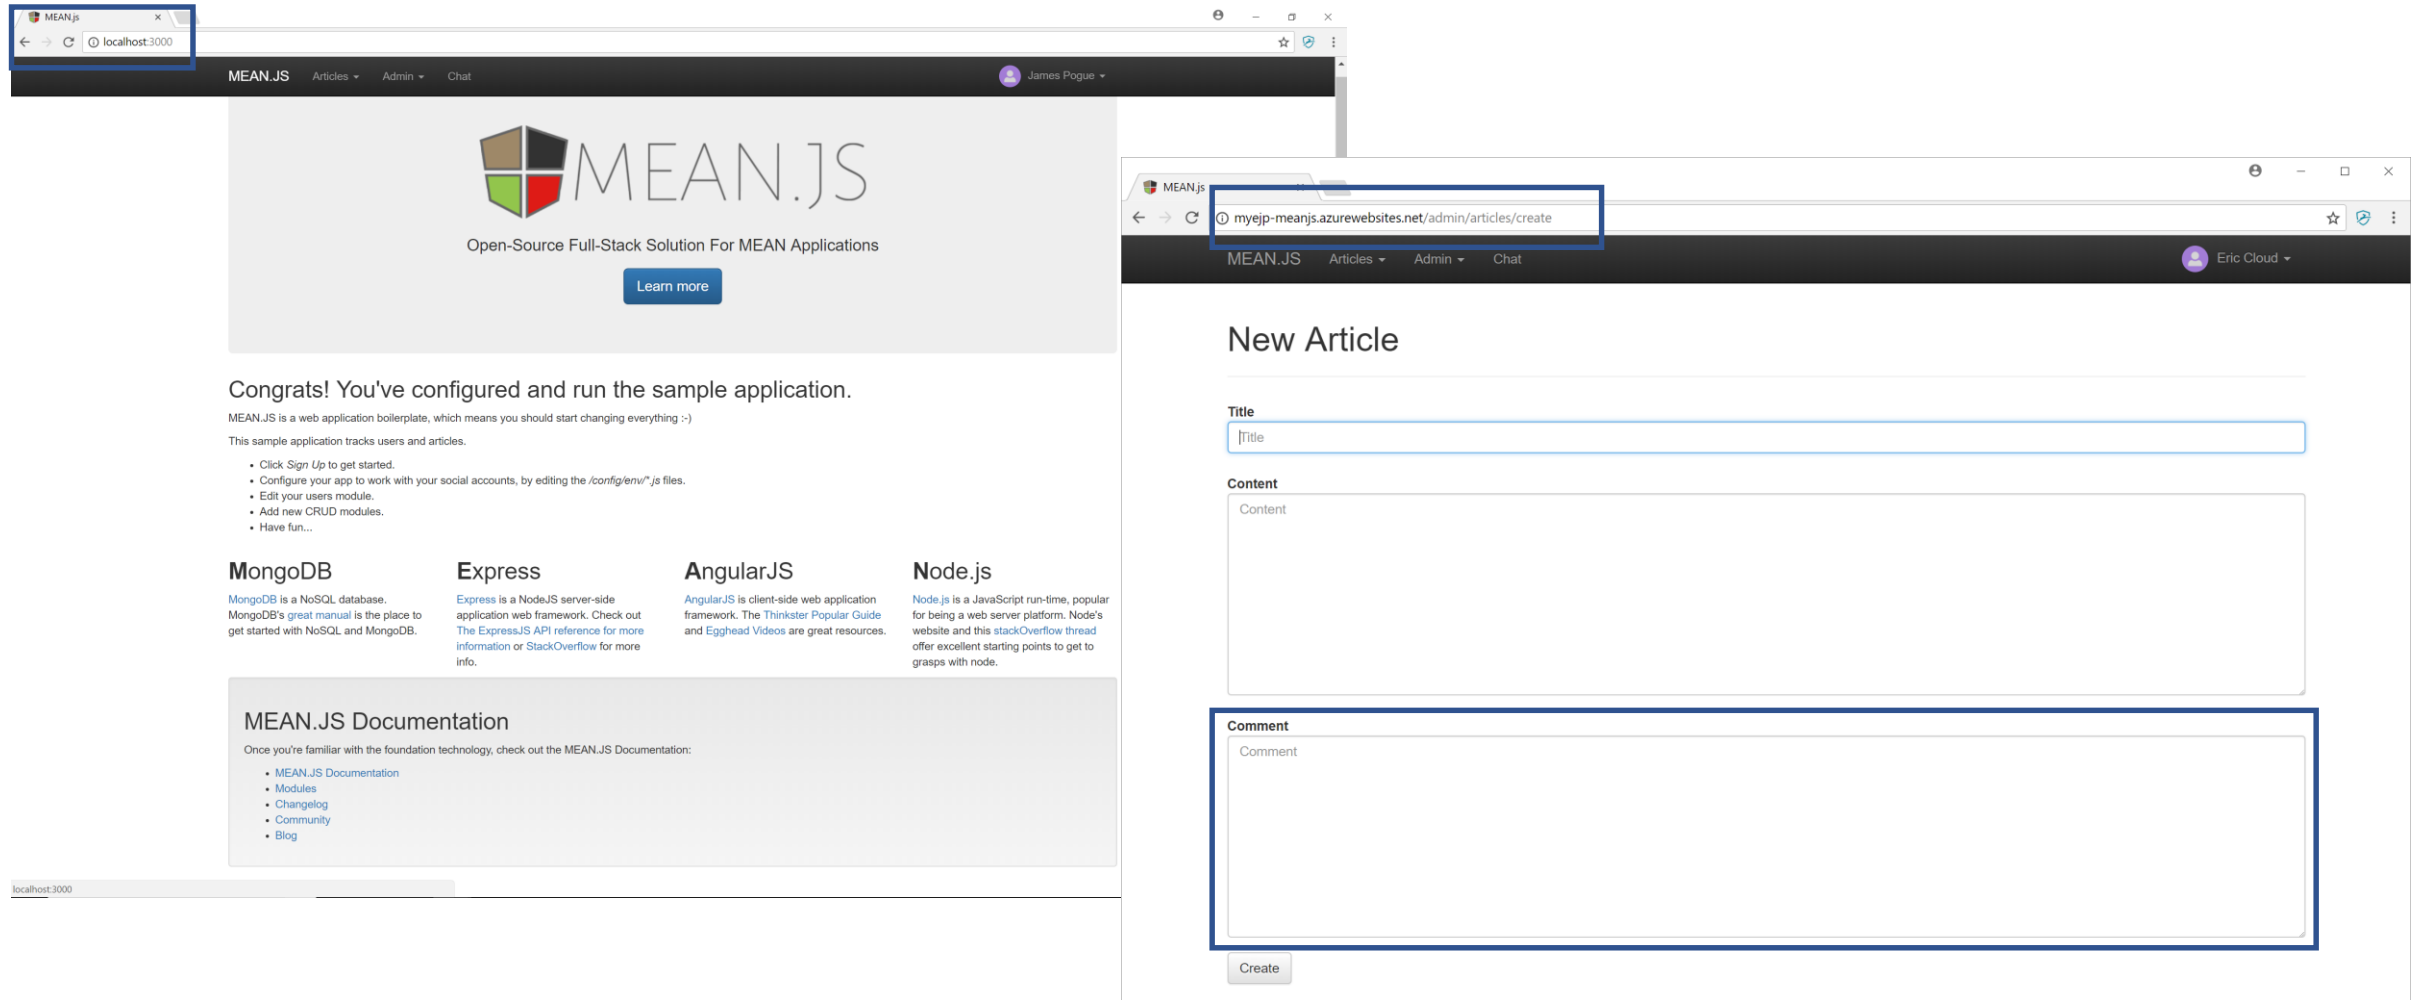 MEAN.js
localhost:3000
MEAN.JS Articles Admin Chat James Pogue
MEAN.JS
Open-Source Full-Stack Solution For MEAN Applications
Learn more
Congrats! You've configured and run the sample application.
MEAN.JS is a web application boilerplate, which means you should start changing everything :-)
This sample application tracks users and articles.
• Click Sign Up to get started.
• Configure your app to work with your social accounts, by editing the /config/env/*.js files.
• Edit your users module.
• Add new CRUD modules.
• Have fun...
MongoDB
MongoDB is a NoSQL database.
MongoDB's great manual is the place to
get started with NoSQL and MongoDB.
Express
Express is a NodeJS server-side
application web framework. Check out
The ExpressJS API reference for more
information or StackOverflow for more
info.
AngularJS
AngularJS is client-side web application
framework. The Thinkster Popular Guide
and Egghead Videos are great resources.
Node.js
Node.js is a JavaScript run-time, popular
for being a web server platform. Node's
website and this stackOverflow thread
offer excellent starting points to get to
grasps with node.
MEAN.JS Documentation
Once you're familiar with the foundation technology, check out the MEAN.JS Documentation:
• MEAN.JS Documentation
• Modules
• Changelog
• Community
• Blog
localhost:3000
MEAN.js
myejp-meanjs.azurewebsites.net/admin/articles/create
MEAN.JS Articles Admin Chat Eric Cloud
New Article
Title
Title
Content
Content
Comment
Comment
Create